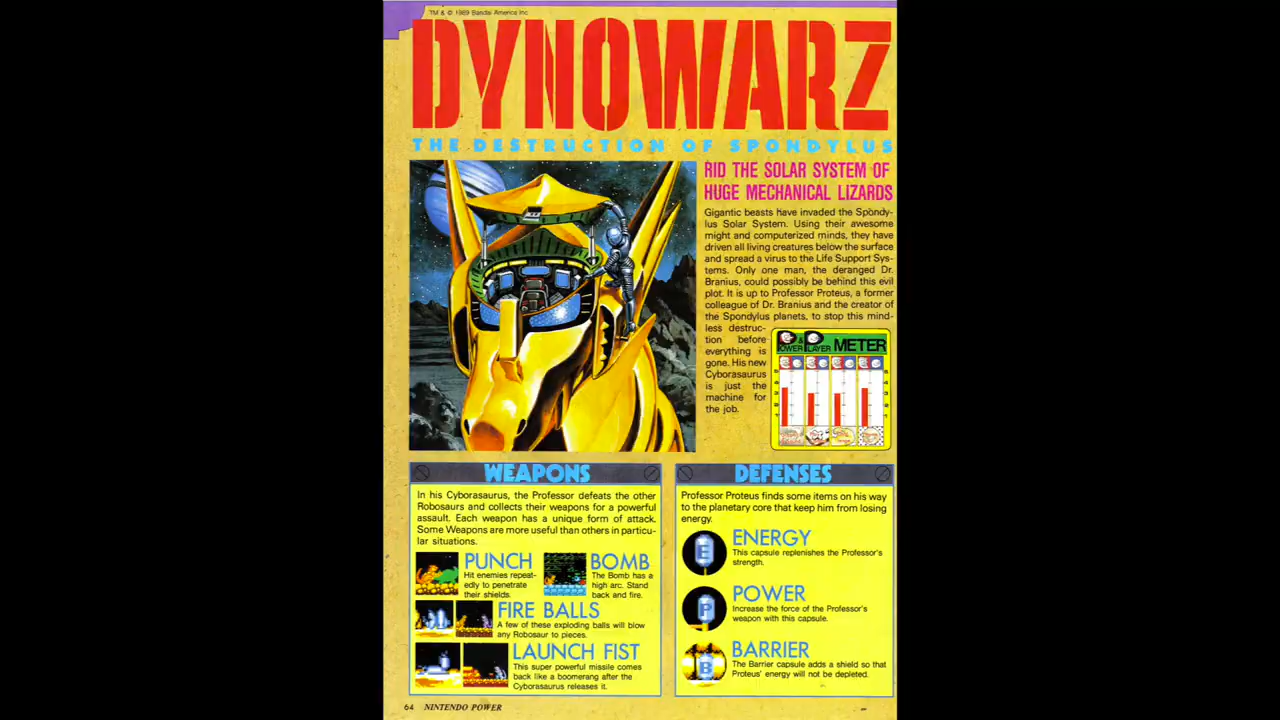 TM & © 1989 Bandai America Inc
DYNOWARZ
THE DESTRUCTION OF SPONDYLUS
RID THE SOLAR SYSTEM OF
HUGE MECHANICAL LIZARDS
Gigantic beasts have invaded the Spondy-
lus Solar System. Using their awesome
might and computerized minds, they have
driven all living creatures below the surface
and spread a virus to the Life Support Sys-
tems. Only one man, the deranged Dr.
Branius, could possibly be behind this evil
plot. It is up to Professor Proteus, a former
colleague of Dr. Branius and the creator of
the Spondylus planets, to stop this mind-
less destruc-
tion before
everything is
gone. His new
Cyborasaurus
is just the
machine for
the job.
POWER & PLAYER METER
WEAPONS
In his Cyborasaurus, the Professor defeats the other
Robosaurs and collects their weapons for a powerful
assault. Each weapon has a unique form of attack.
Some Weapons are more useful than others in particu-
lar situations.
PUNCH
Hit enemies repeat-
edly to penetrate
their shields.
BOMB
The Bomb has a
high arc. Stand
back and fire.
FIRE BALLS
A few of these exploding balls will blow
any Robosaur to pieces.
LAUNCH FIST
This super powerful missile comes
back like a boomerang after the
Cyborasaurus releases it.
DEFENSES
Professor Proteus finds some items on his way
to the planetary core that keep him from losing
energy.
E
ENERGY
This capsule replenishes the Professor's
strength.
P
POWER
Increase the force of the Professor's
weapon with this capsule.
B
BARRIER
The Barrier capsule adds a shield so that
Proteus' energy will not be depleted.
64 NINTENDO POWER